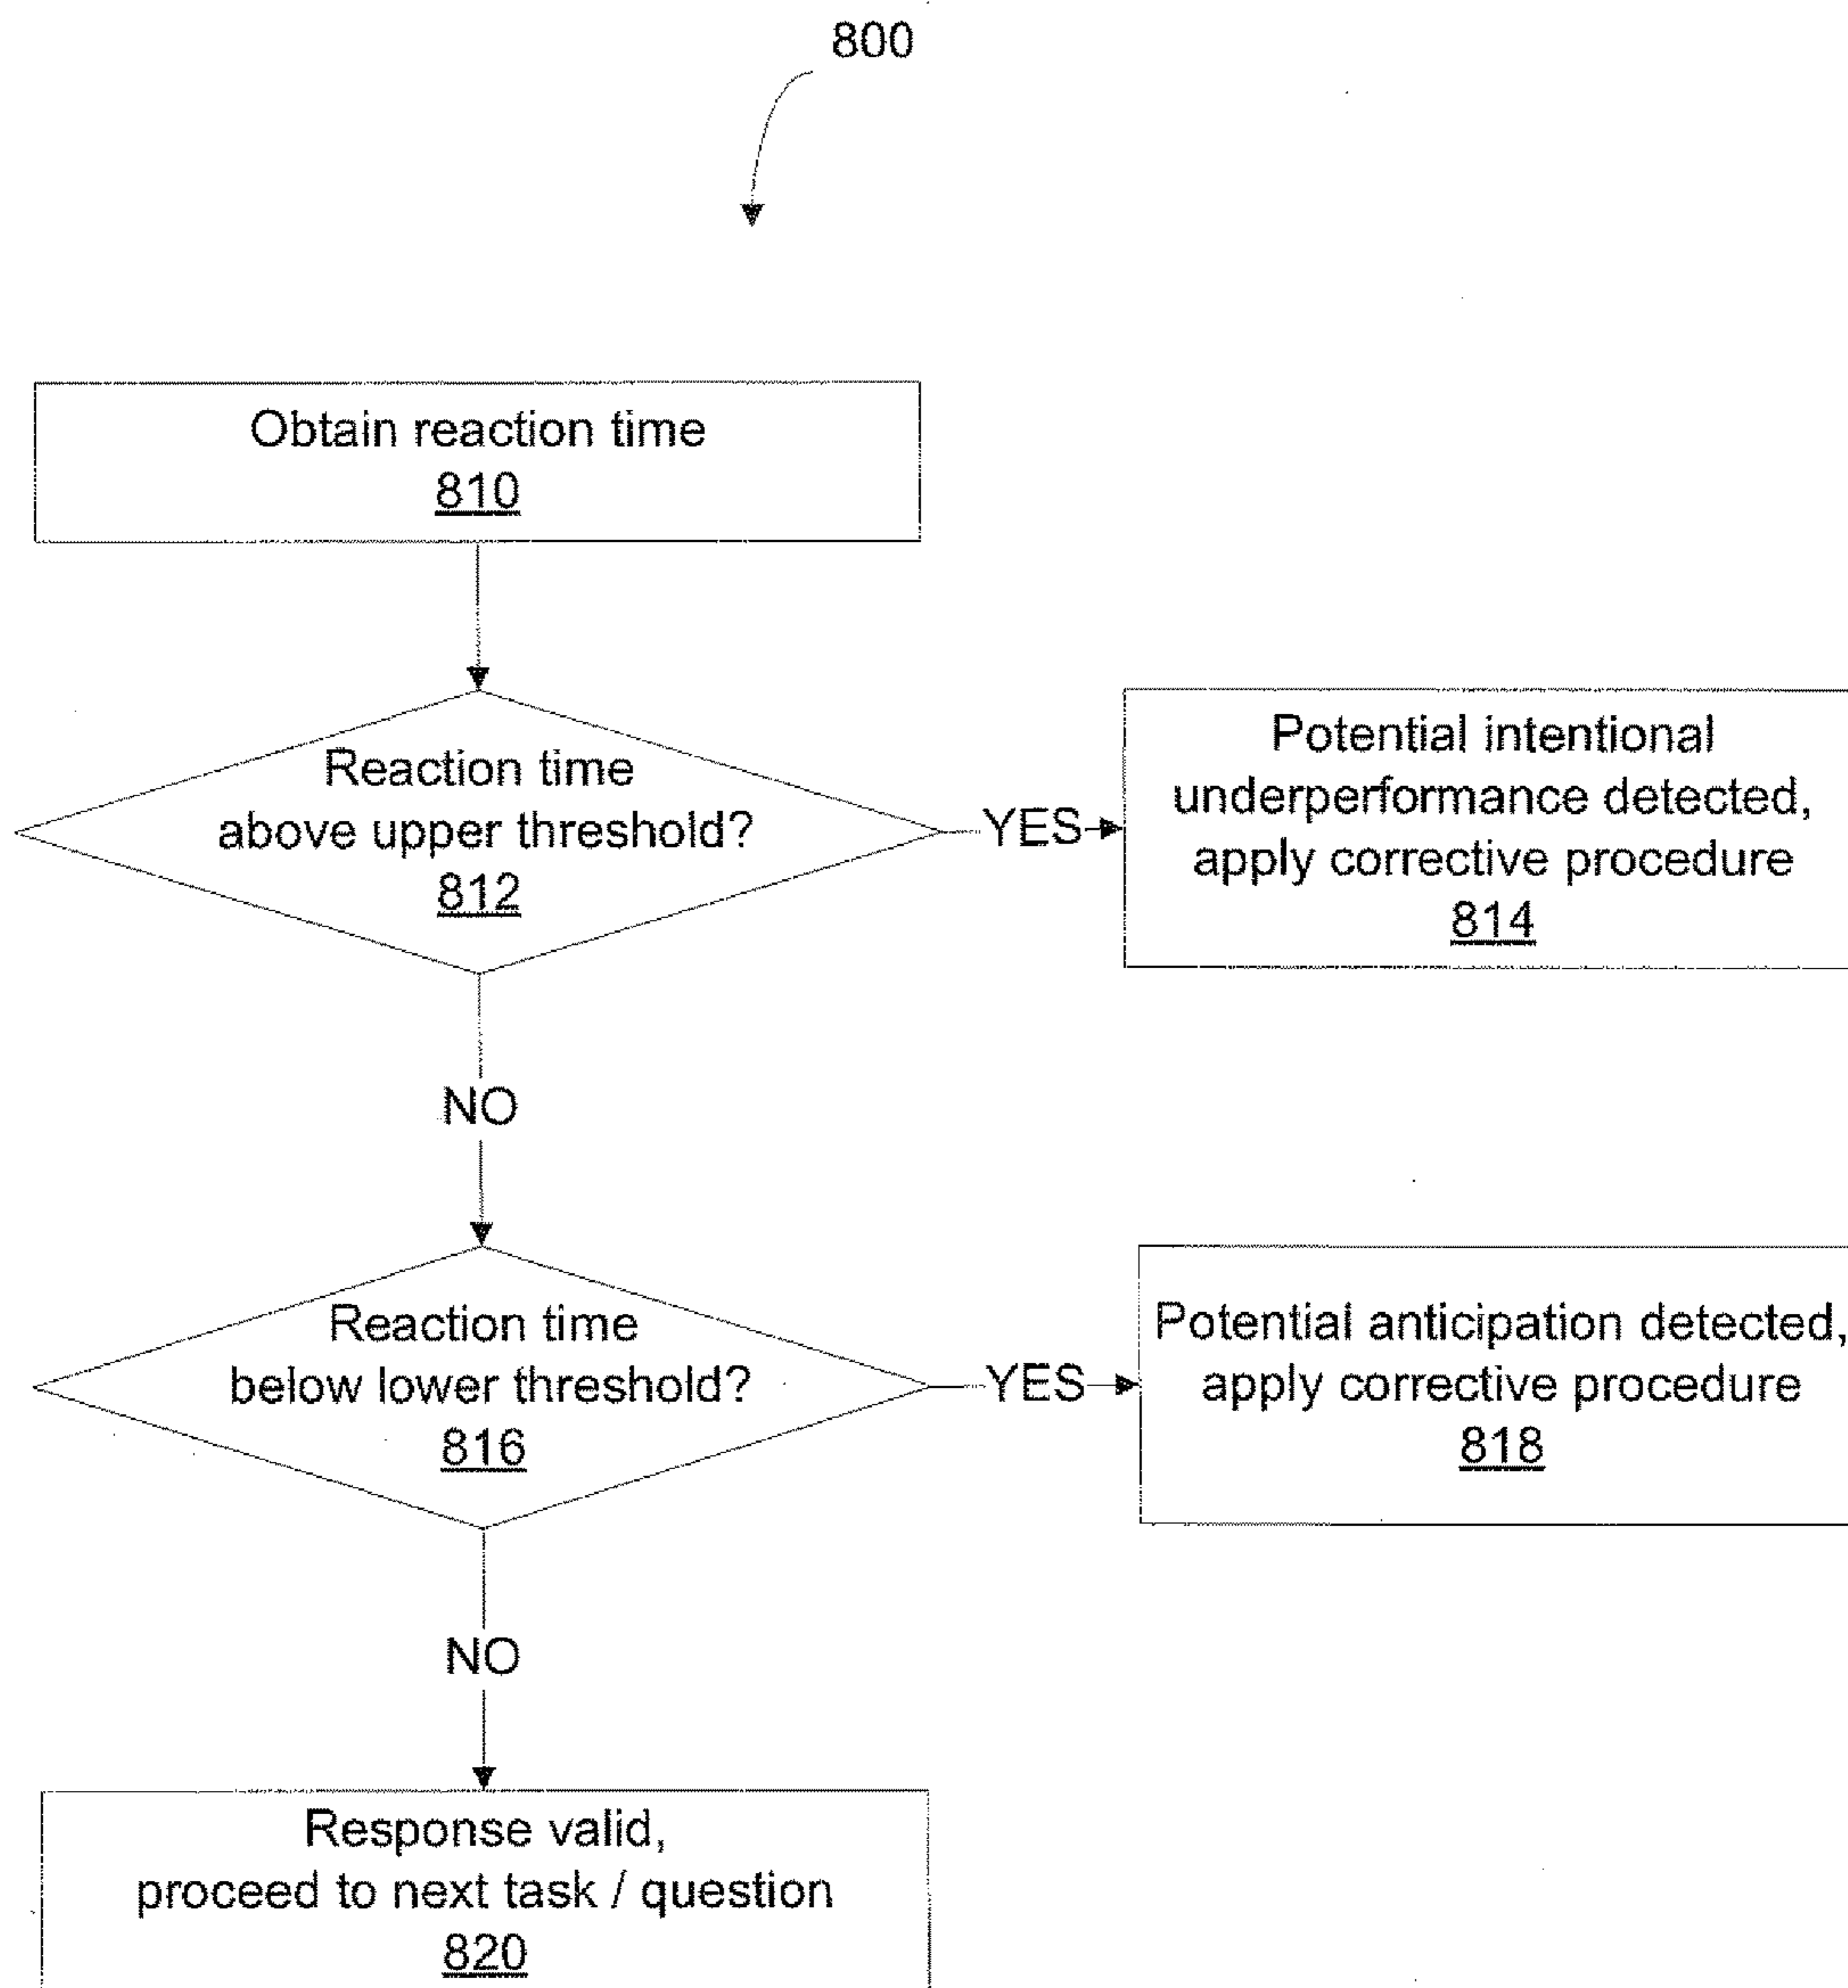 800
Obtain reaction time
810
Reaction time
above upper threshold?
812
YES
Potential intentional
underperformance detected,
apply corrective procedure
814
NO
Reaction time
below lower threshold?
816
YES
Potential anticipation detected,
apply corrective procedure
818
NO
Response valid,
proceed to next task / question
820